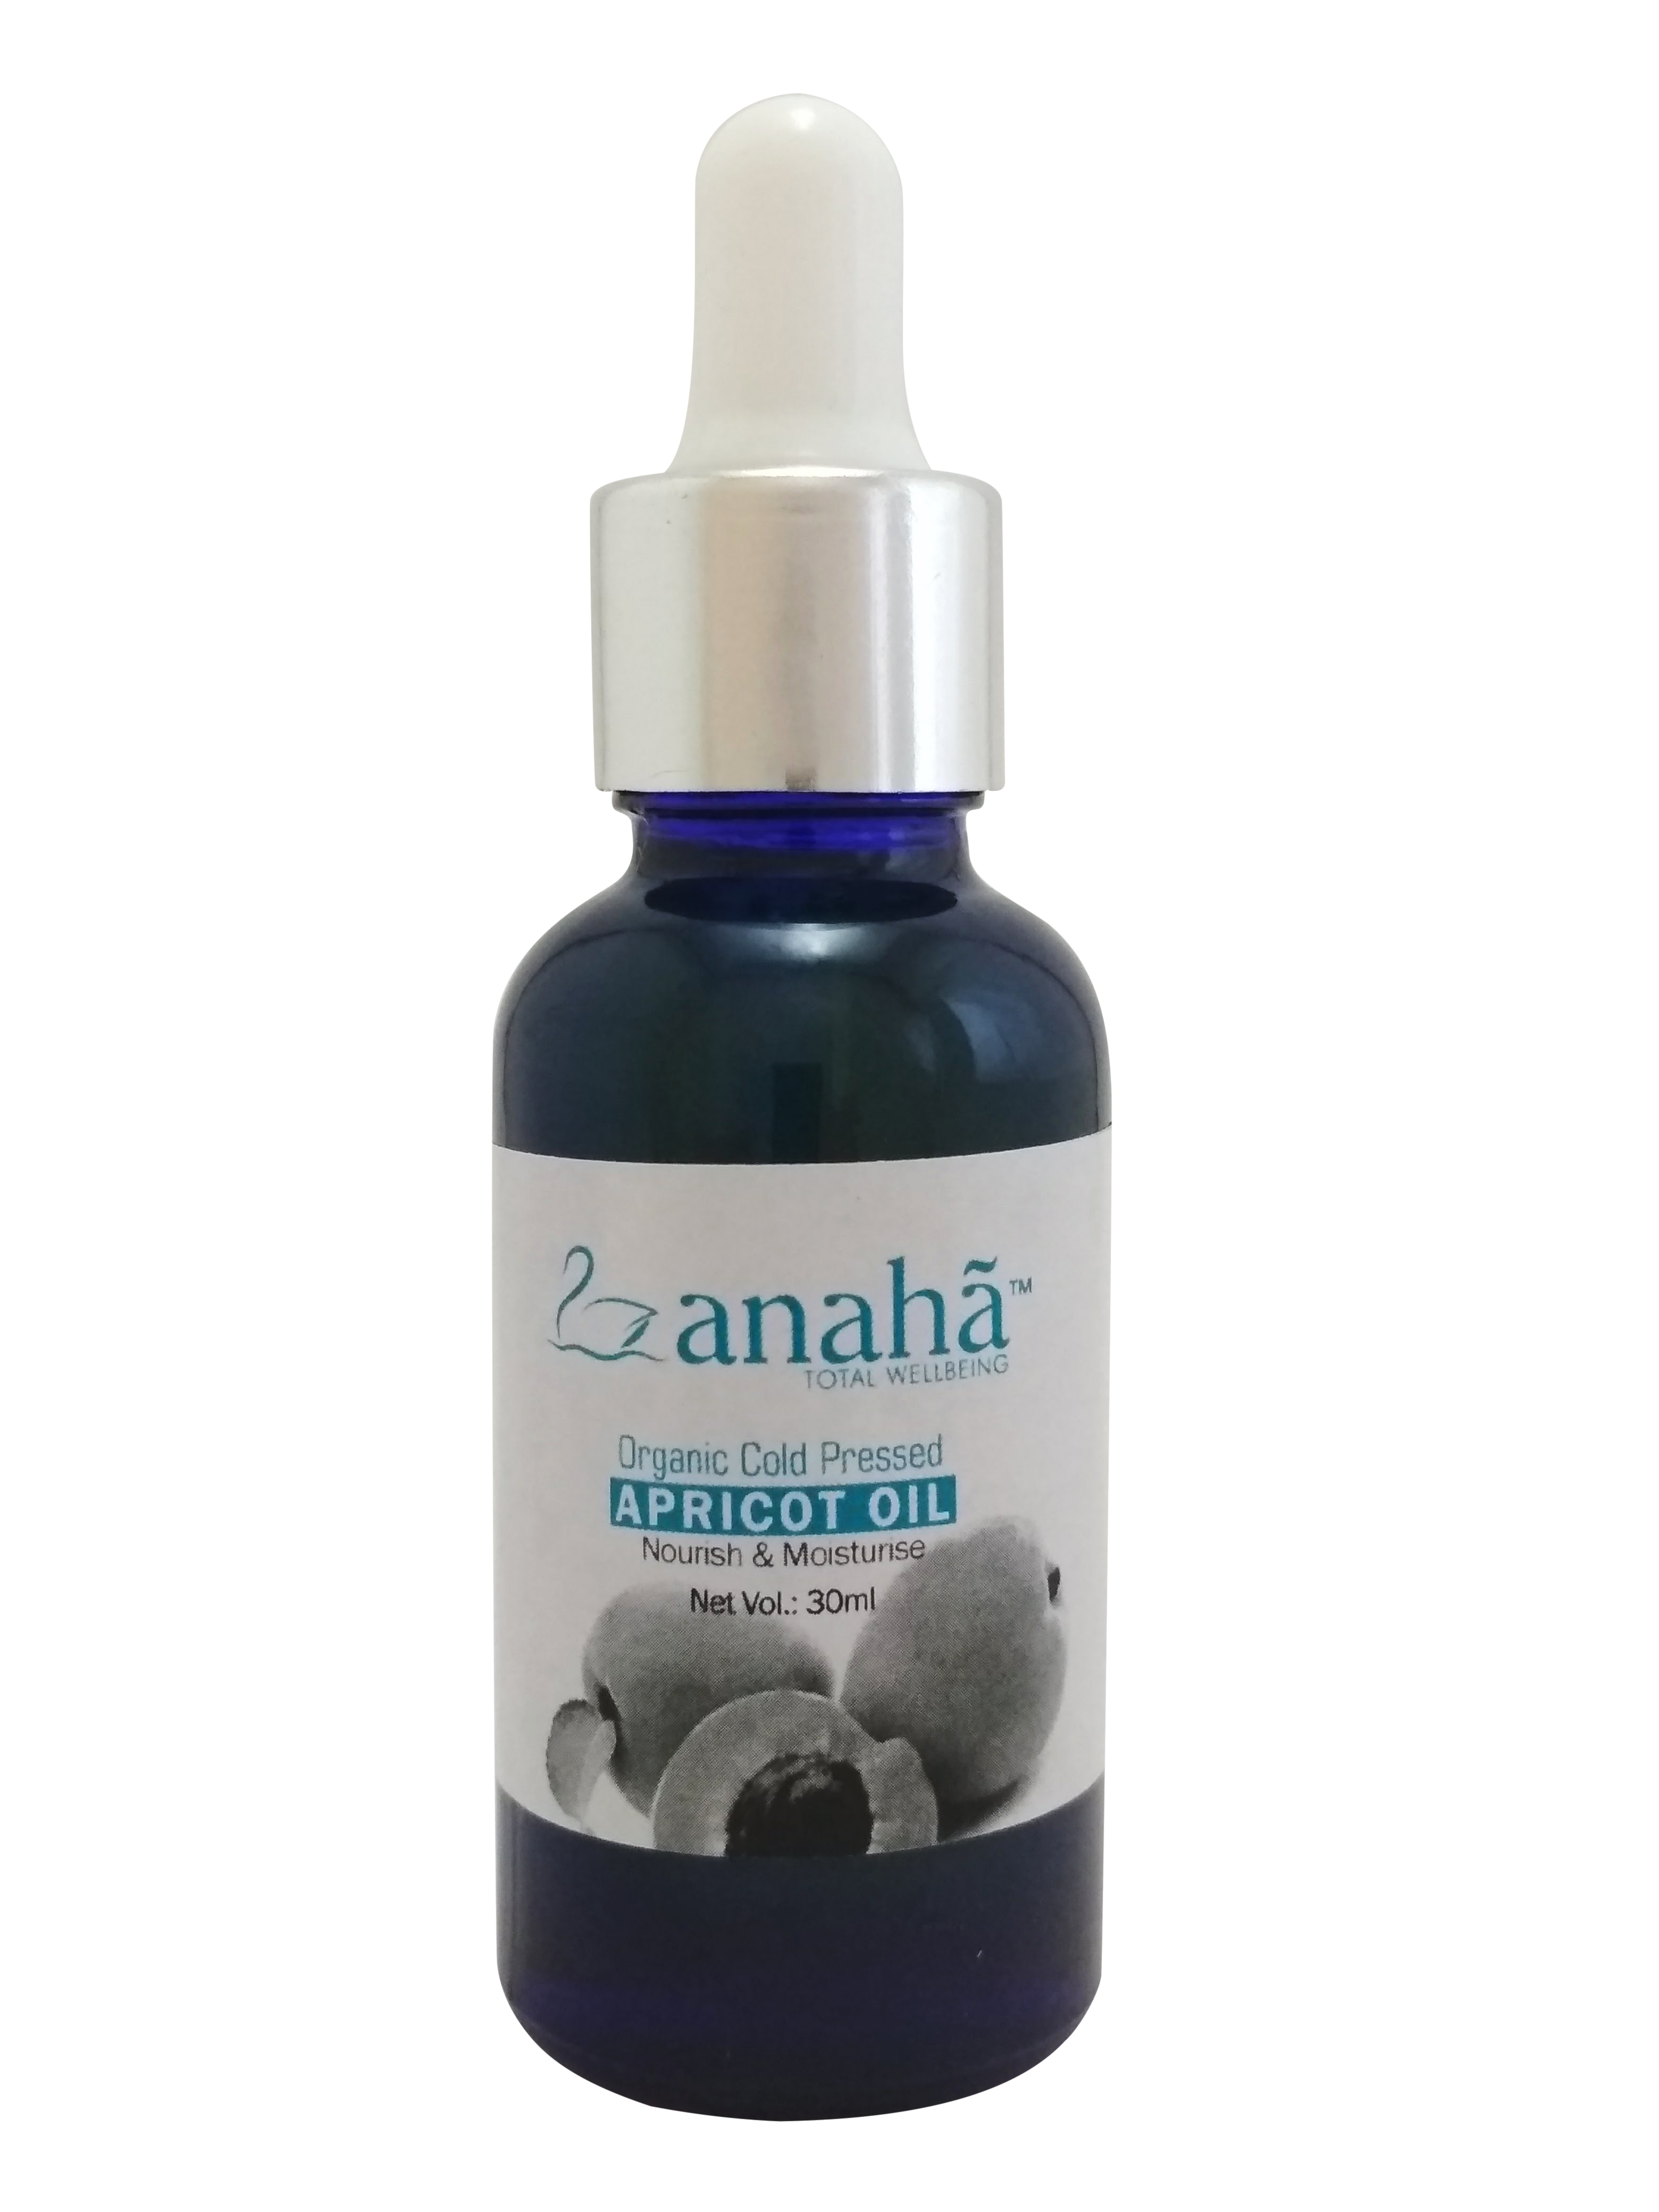 anahã™
TOTAL WELLBEING
Organic Cold Pressed
APRICOT OIL
Nourish & Moisturise
Net Vol.: 30ml